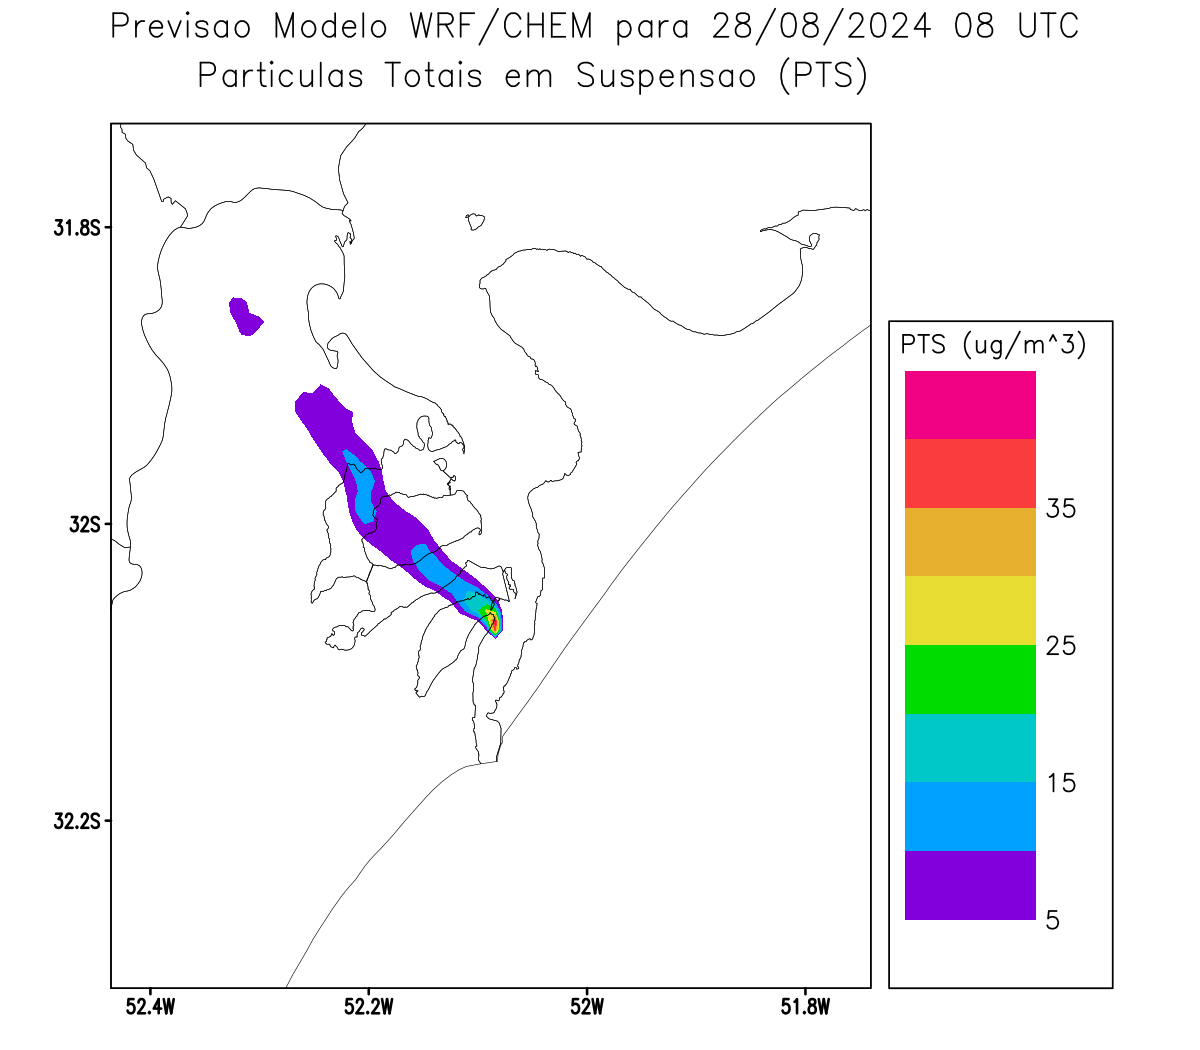 Previsao Modelo WRF/CHEM para 28/08/2024 08 UTC
Particulas Totais em Suspensao (PTS)
31.8S
32S
32.2S
52.4W
52.2W
52W
51.8W
PTS (ug/m^3)
35
25
15
5